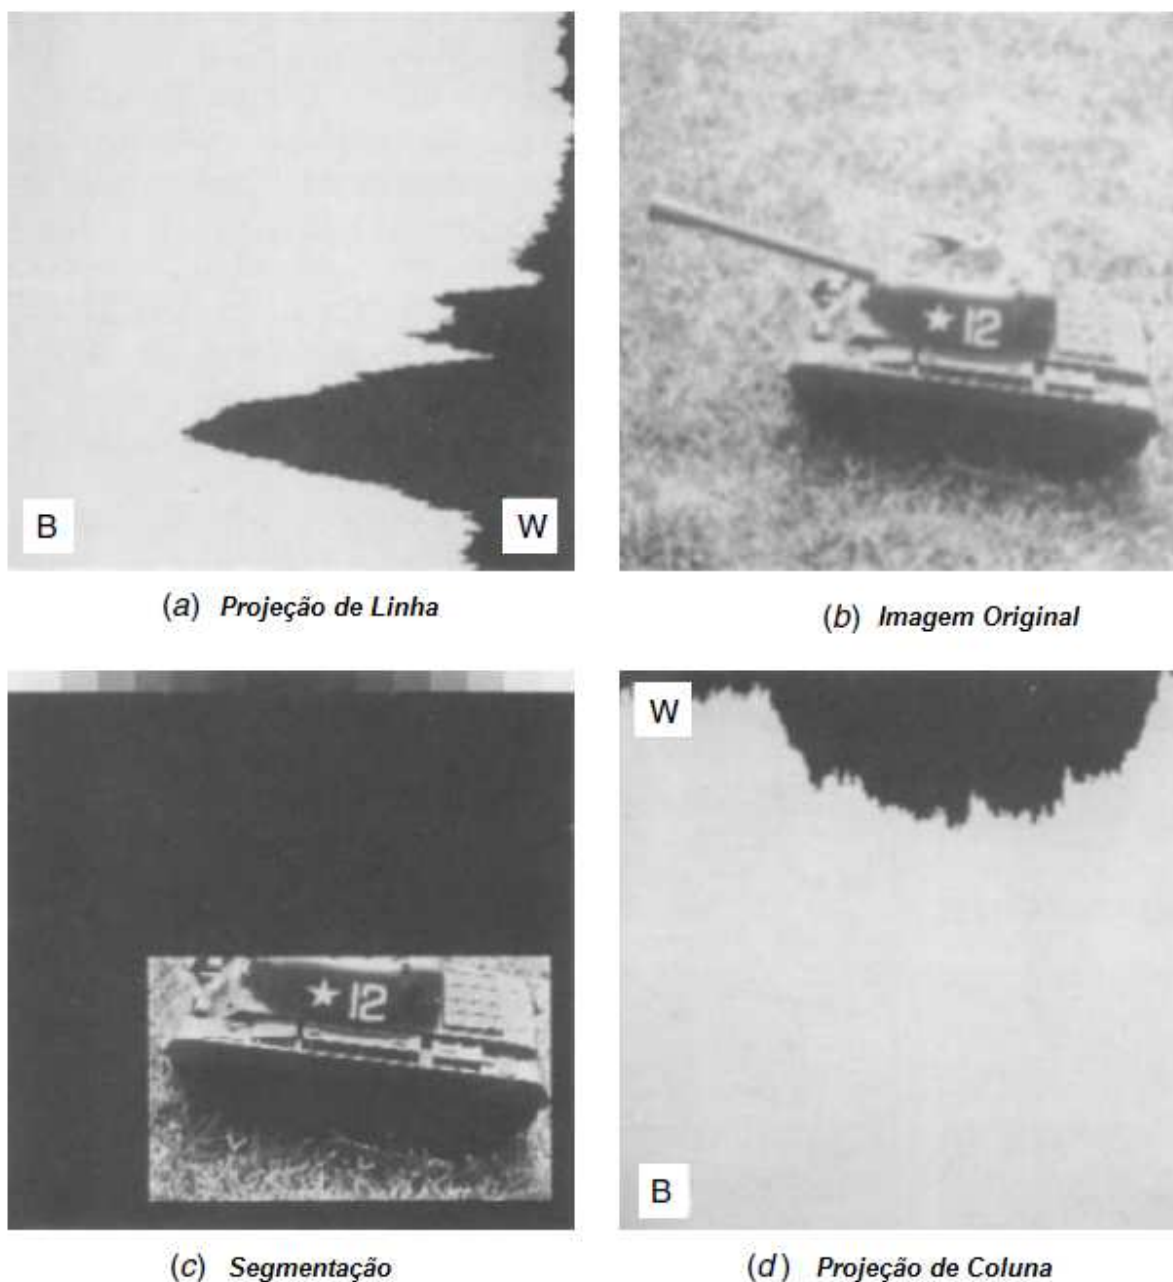 12
B
W
(a) Projeção de Linha
(b) Imagem Original
W
12
B
(c) Segmentação
(d) Projeção de Coluna